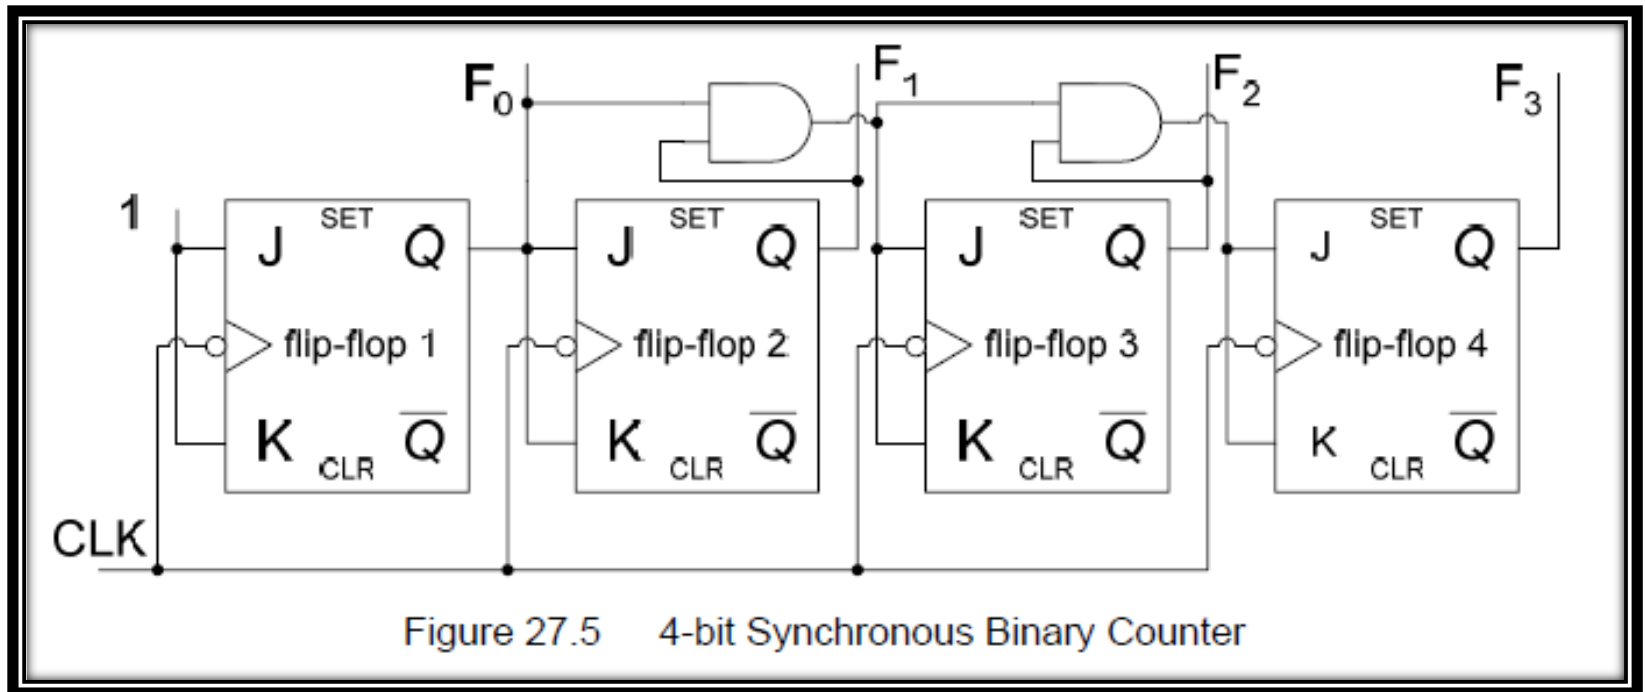 F0 F1 F2 F3
1
SET SET SET SET
J Q J Q J Q J Q
flip-flop 1 flip-flop 2 flip-flop 3 flip-flop 4
K Q K Q K Q K Q
CLR CLR CLR CLR
CLK
Figure 27.5 4-bit Synchronous Binary Counter